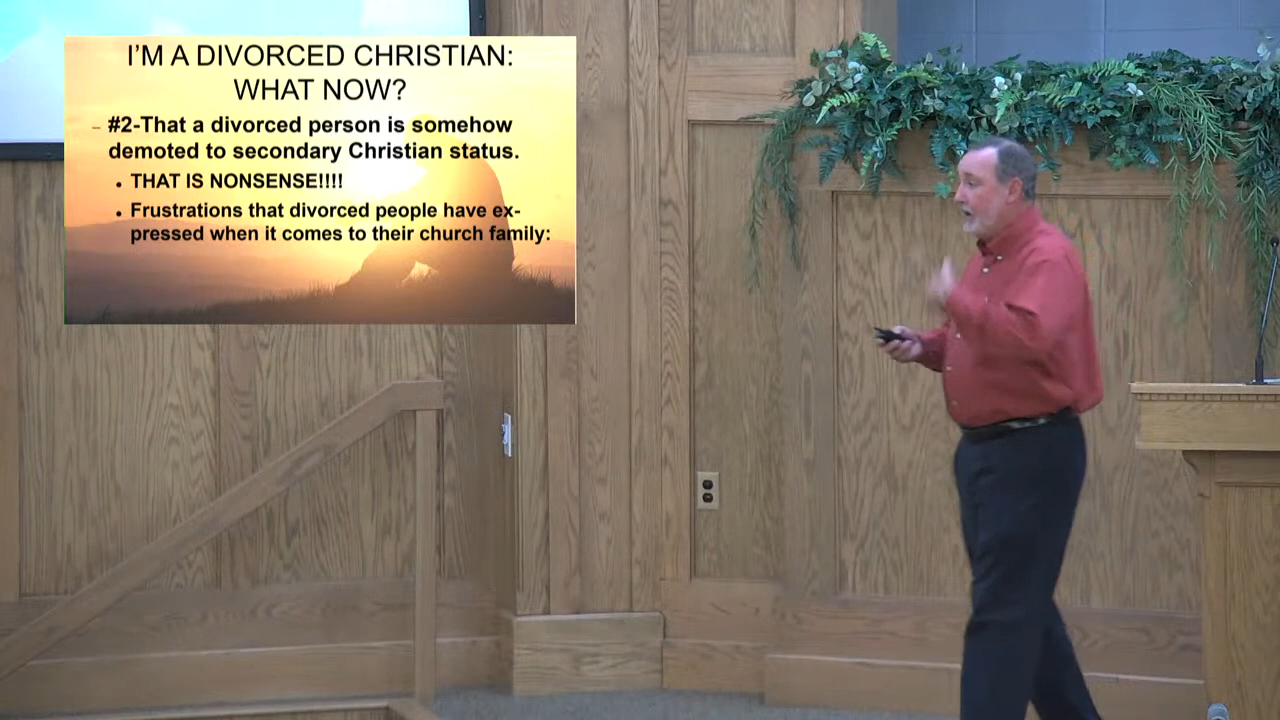 I'M A DIVORCED CHRISTIAN:
WHAT NOW?
– #2-That a divorced person is somehow
demoted to secondary Christian status.
• THAT IS NONSENSE!!!!
• Frustrations that divorced people have ex-
pressed when it comes to their church family: